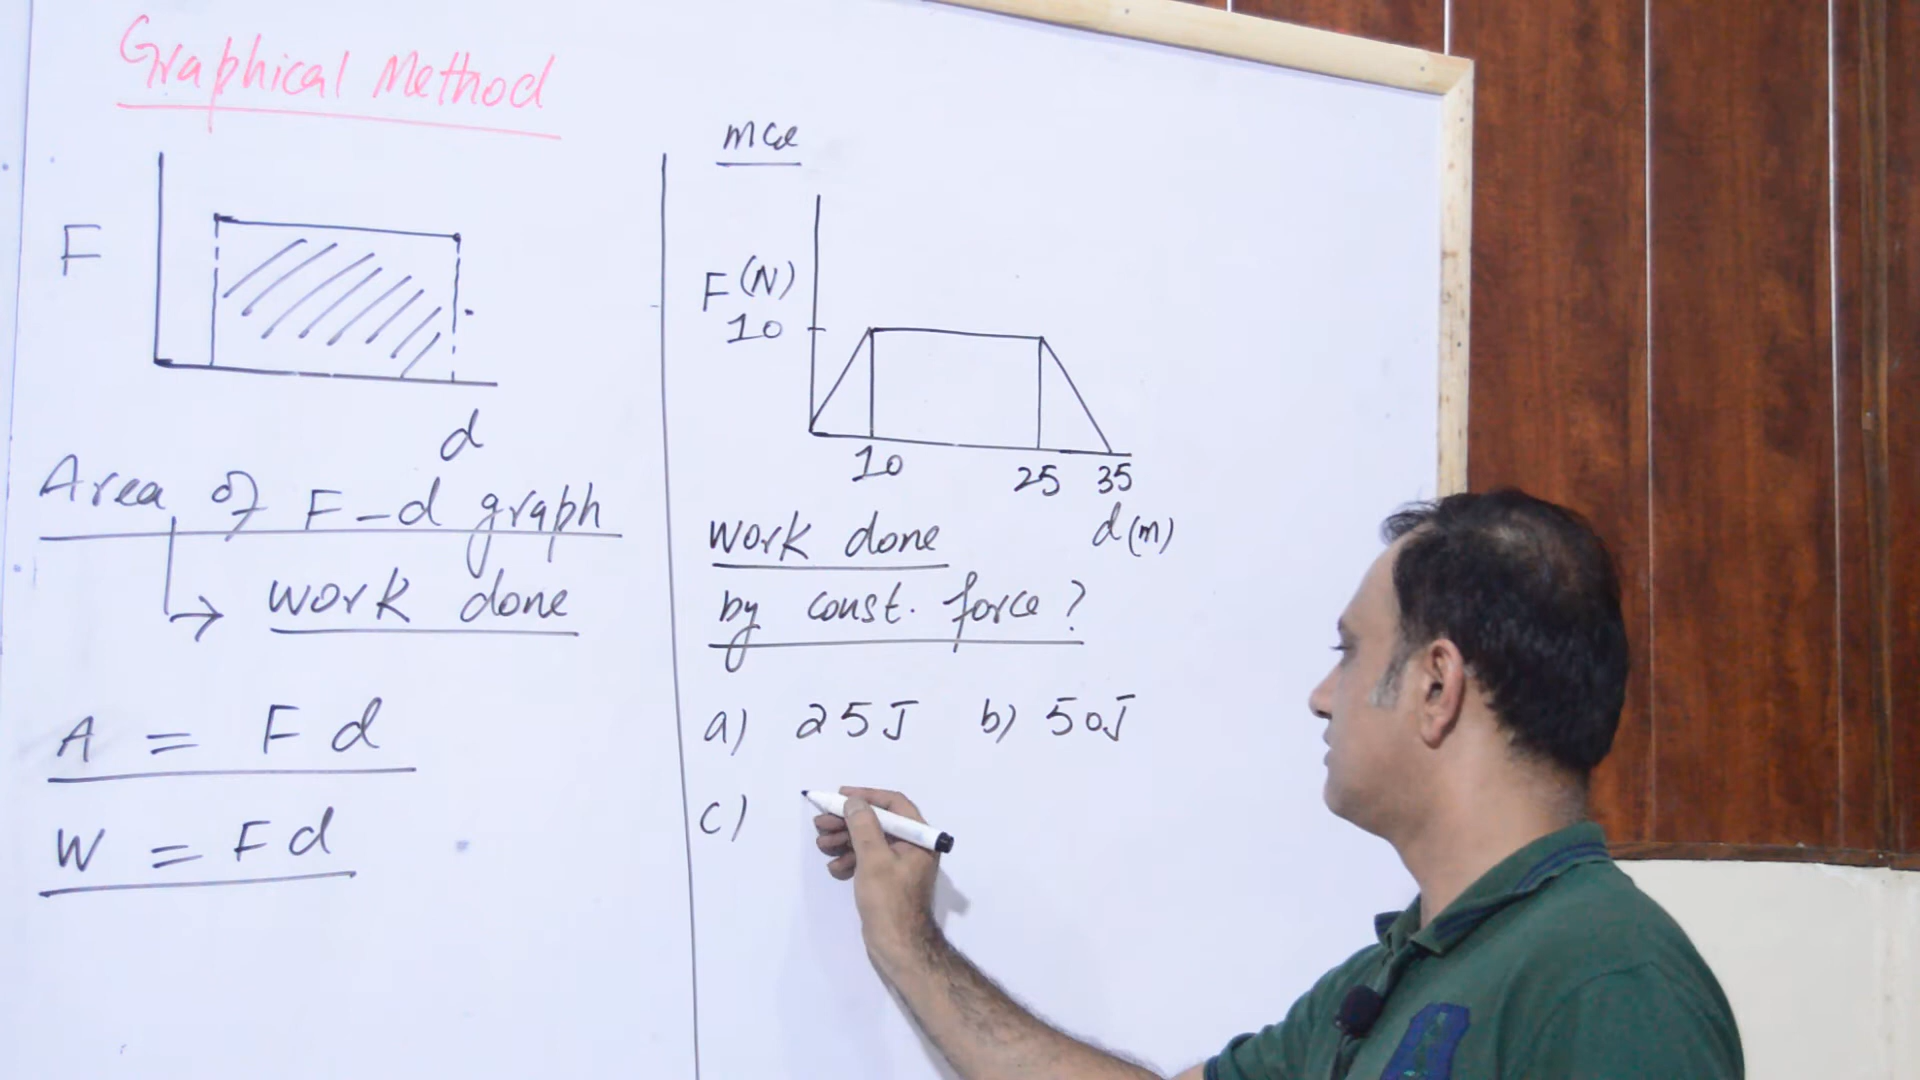 Graphical Method
F
d
Area of F-d graph
work done
A = Fd
W = Fd
mcq
F(N)
10
10 25 35
d(m)
work done
by const. force?
a) 25J b) 50J
c)